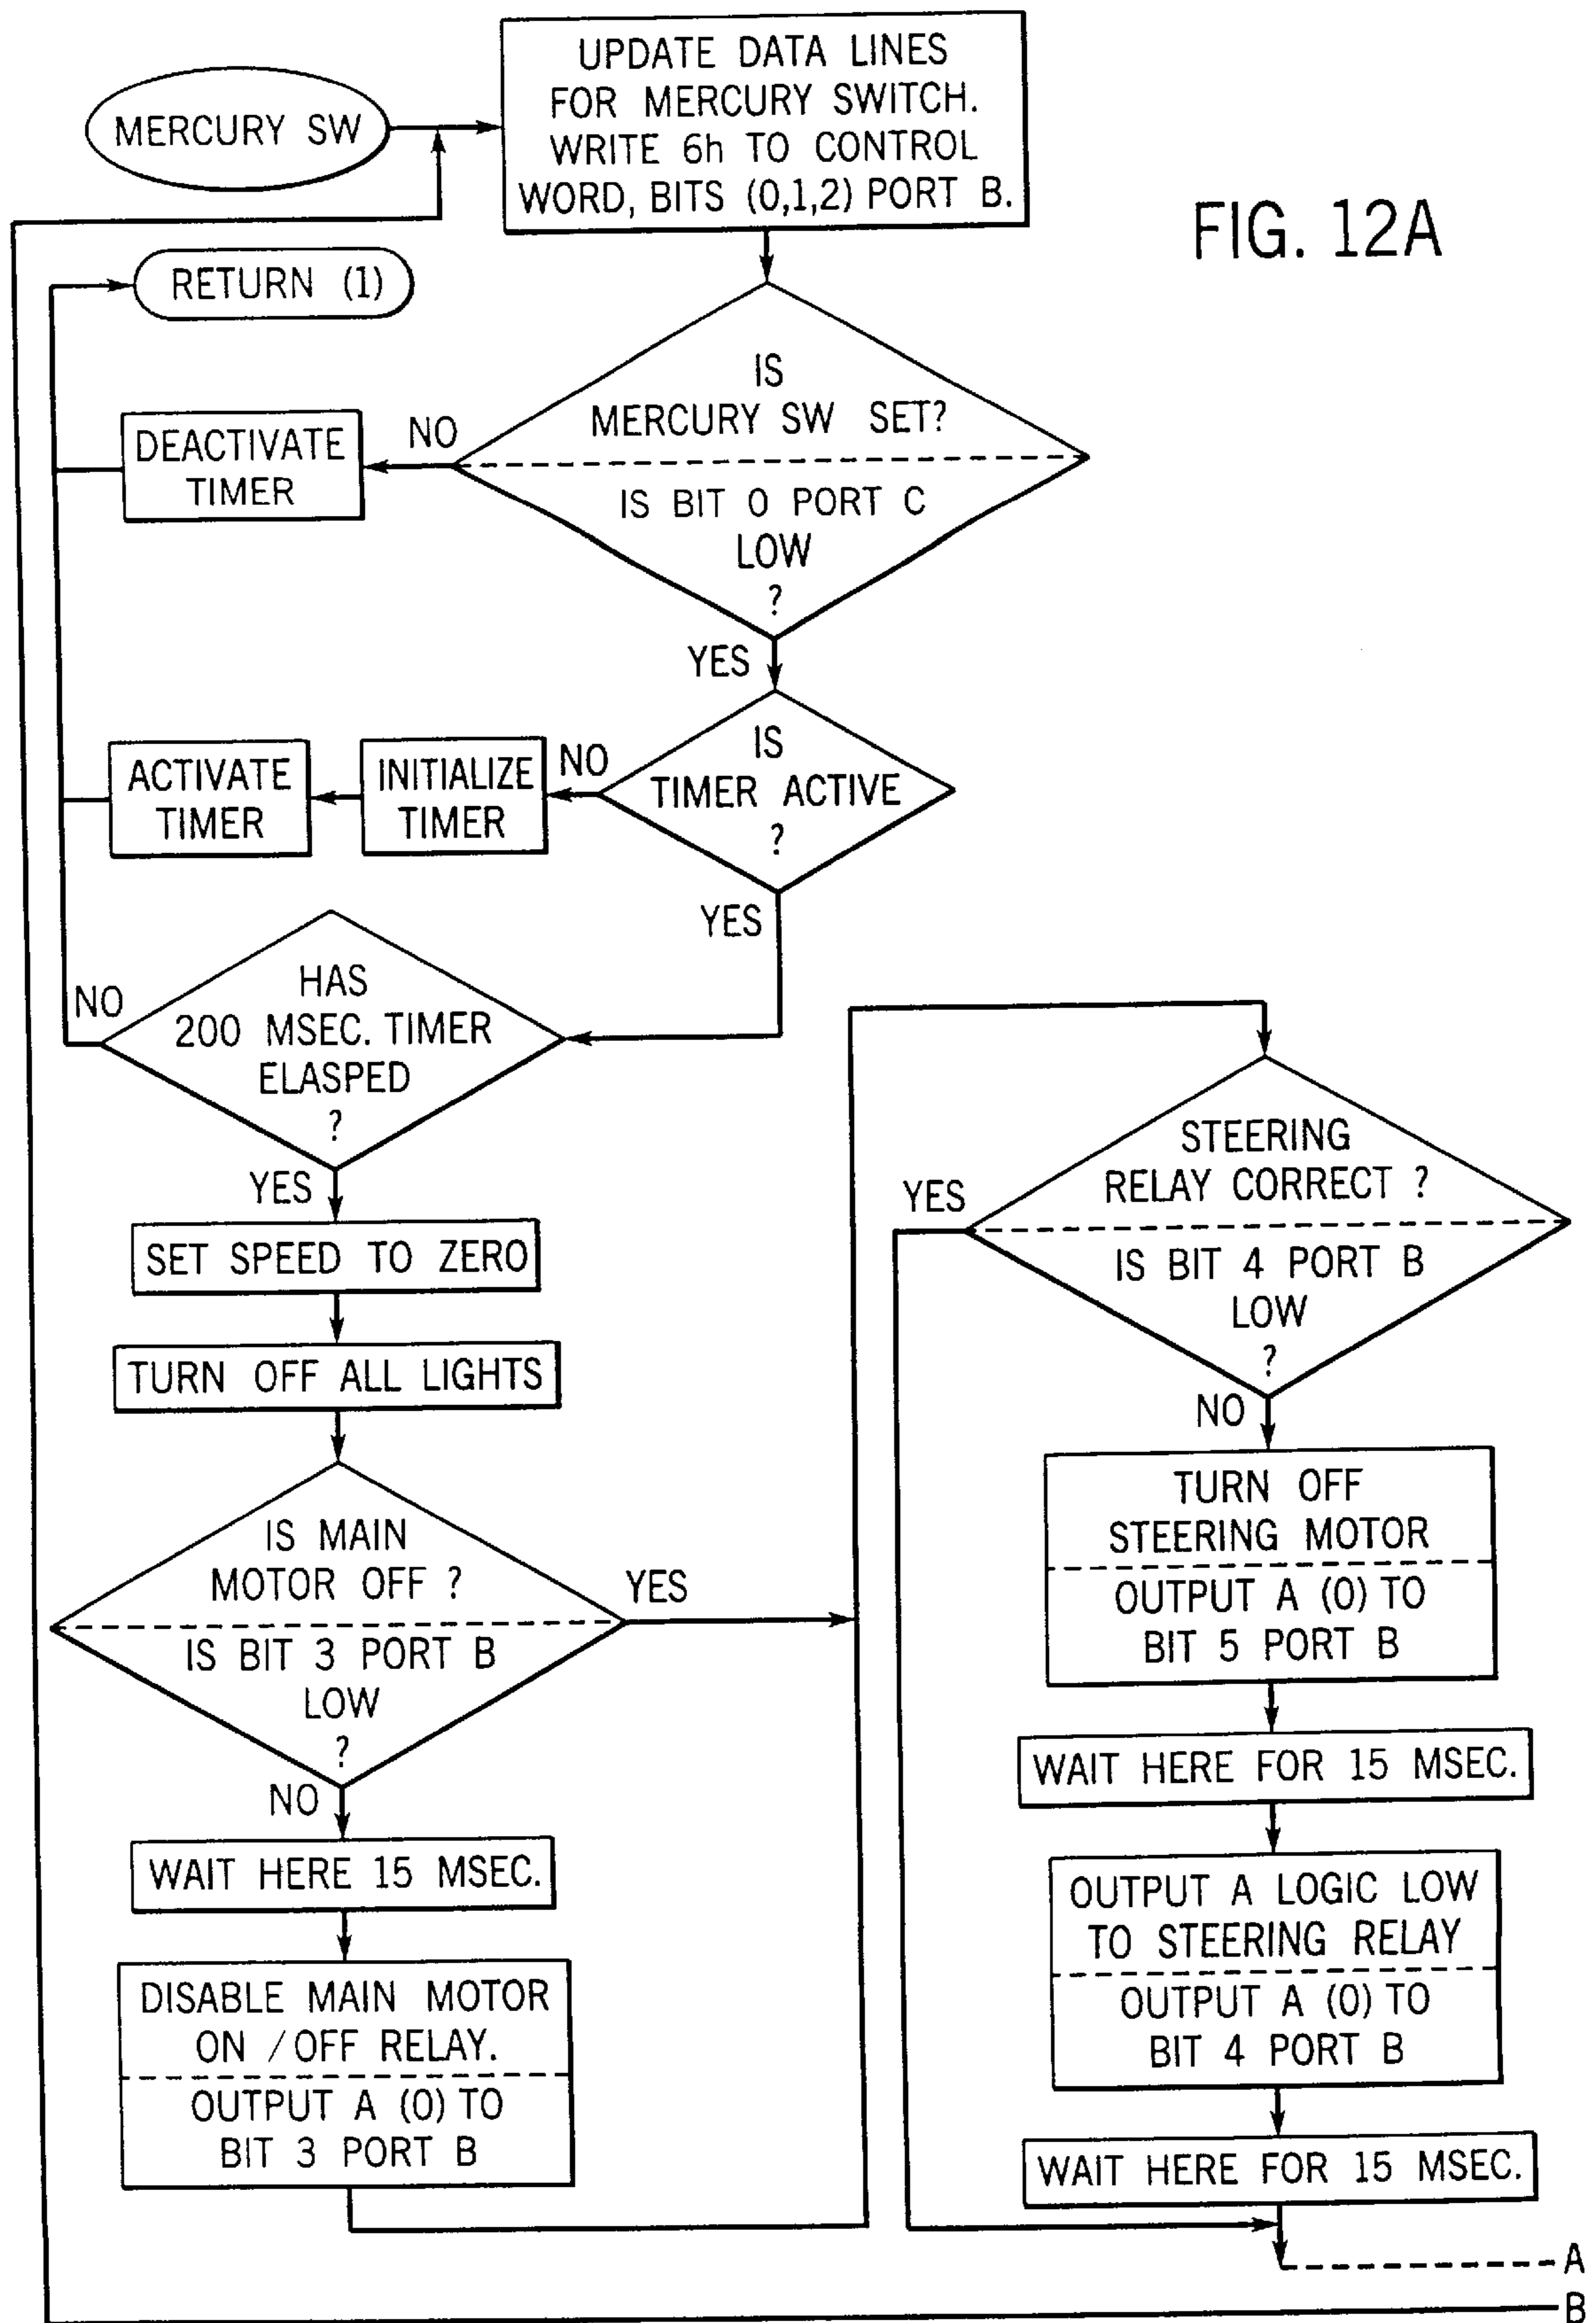 UPDATE DATA LINES
FOR MERCURY SWITCH.
WRITE 6h TO CONTROL
WORD, BITS (0,1,2) PORT B.
MERCURY SW
FIG. 12A
RETURN (1)
IS
MERCURY SW SET?
IS BIT 0 PORT C
LOW
?
NO
DEACTIVATE
TIMER
YES
IS
TIMER ACTIVE
?
NO
INITIALIZE
TIMER
ACTIVATE
TIMER
YES
HAS
200 MSEC. TIMER
ELASPED
?
NO
YES
SET SPEED TO ZERO
TURN OFF ALL LIGHTS
IS MAIN
MOTOR OFF ?
IS BIT 3 PORT B
LOW
?
YES
NO
WAIT HERE 15 MSEC.
DISABLE MAIN MOTOR
ON / OFF RELAY.
OUTPUT A (0) TO
BIT 3 PORT B
STEERING
RELAY CORRECT ?
IS BIT 4 PORT B
LOW
?
YES
NO
TURN OFF
STEERING MOTOR
OUTPUT A (0) TO
BIT 5 PORT B
WAIT HERE FOR 15 MSEC.
OUTPUT A LOGIC LOW
TO STEERING RELAY
OUTPUT A (0) TO
BIT 4 PORT B
WAIT HERE FOR 15 MSEC.
A
B